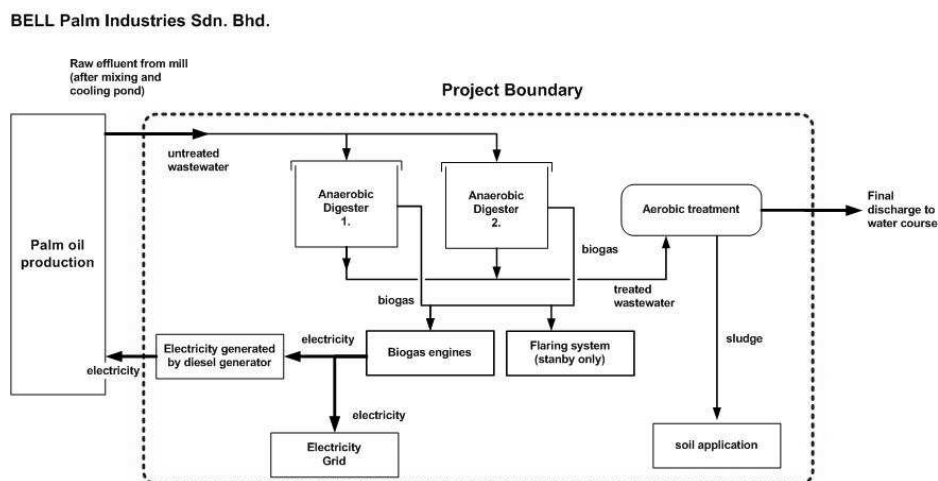 BELL Palm Industries Sdn. Bhd.
Raw effluent from mill
(after mixing and
cooling pond)
Project Boundary
untreated
wastewater
Anaerobic
Digester
1.
Anaerobic
Digester
2.
Aerobic treatment
Final
discharge to
water course
Palm oil
production
biogas
biogas
treated
wastewater
electricity
Biogas engines
Flaring system
(stanby only)
sludge
Electricity generated
by diesel generator
electricity
electricity
Electricity
Grid
soil application